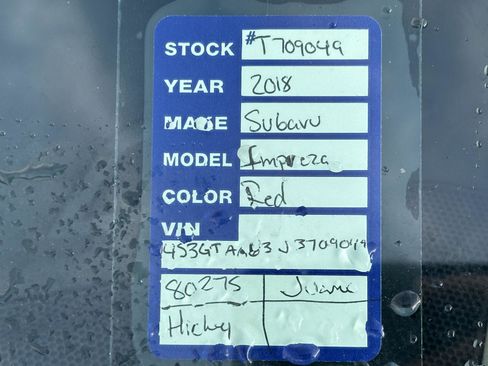 STOCK #T709049
YEAR 2018
MAKE Subaru
MODEL Impreza
COLOR Red
VIN
80275
Hickey